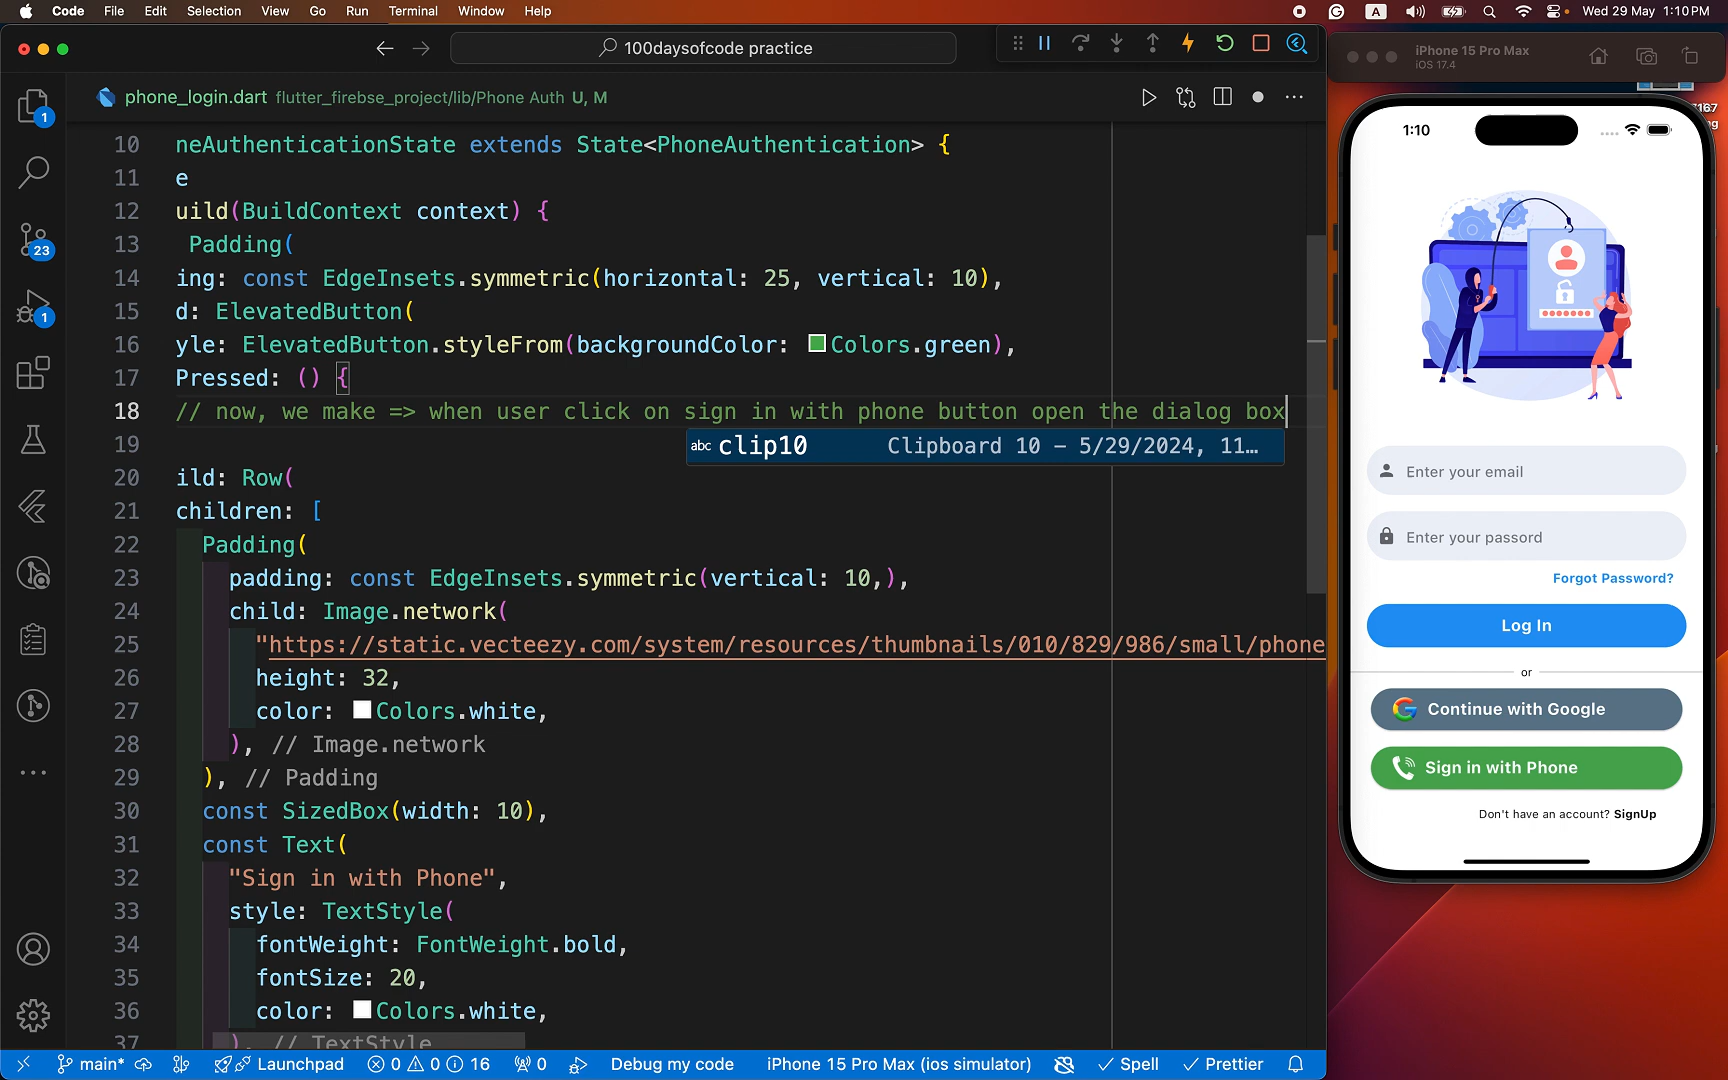 Code File Edit Selection View Go Run Terminal Window Help
A Wed 29 May 1:10 PM
100daysofcode practice
iPhone 15 Pro Max
iOS 17.4
phone_login.dart flutter_firebse_project/lib/Phone Auth U, M
1
23
1
10 neAuthenticationState extends State<PhoneAuthentication> {
11 e
12 uild(BuildContext context) {
13 Padding(
14 ing: const EdgeInsets.symmetric(horizontal: 25, vertical: 10),
15 d: ElevatedButton(
16 yle: ElevatedButton.styleFrom(backgroundColor: Colors.green),
17 Pressed: () {
18 // now, we make => when user click on sign in with phone button open the dialog box
19
abc clip10 Clipboard 10 – 5/29/2024, 11...
20 ild: Row(
21 children: [
22 Padding(
23 padding: const EdgeInsets.symmetric(vertical: 10,),
24 child: Image.network(
25 "https://static.vecteezy.com/system/resources/thumbnails/010/829/986/small/phone
26 height: 32,
27 color: Colors.white,
28 ), // Image.network
29 ), // Padding
30 const SizedBox(width: 10),
31 const Text(
32 "Sign in with Phone",
33 style: TextStyle(
34 fontWeight: FontWeight.bold,
35 fontSize: 20,
36 color: Colors.white,
37 ), // TextStyle
main* Launchpad 0 0 16 0 Debug my code iPhone 15 Pro Max (ios simulator) Spell Prettier
1:10
Enter your email
Enter your passord
Forgot Password?
Log In
or
Continue with Google
Sign in with Phone
Don't have an account? SignUp